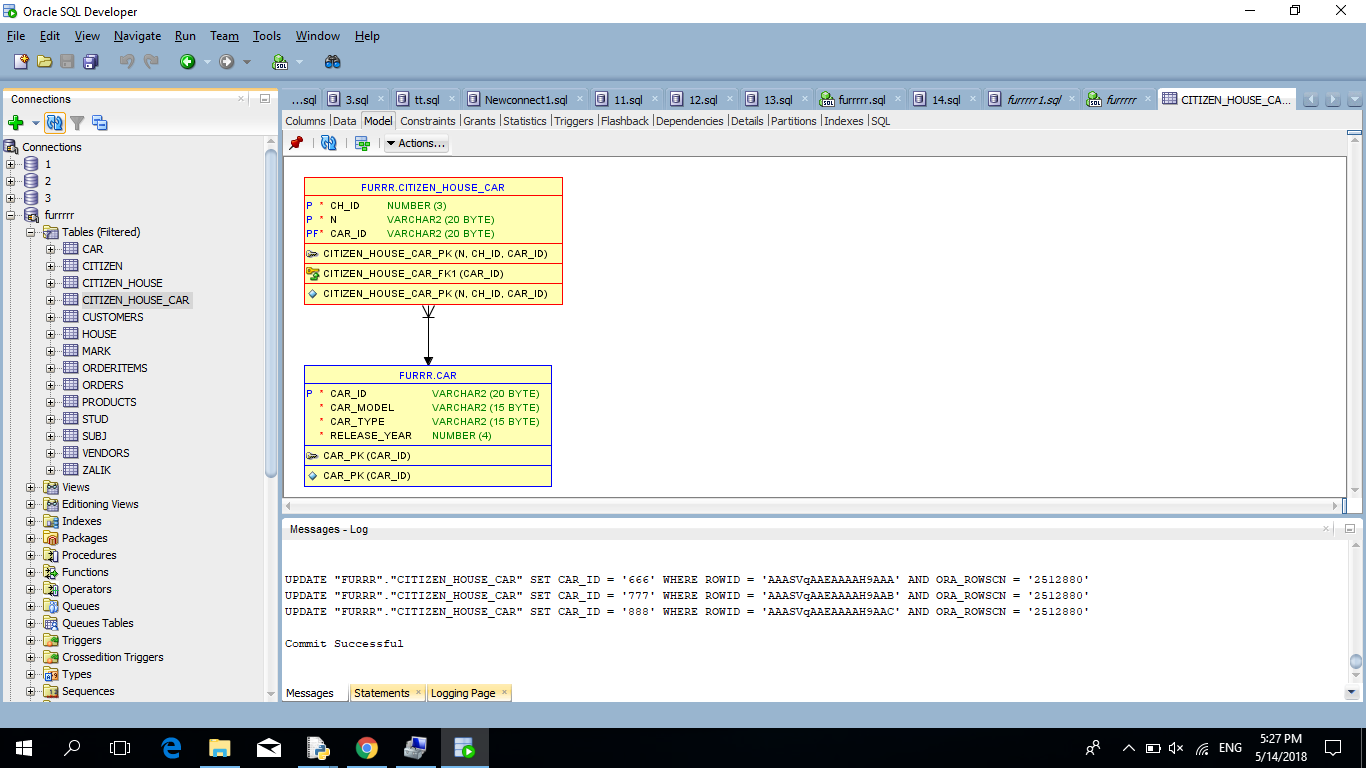 Oracle SQL Developer
File Edit View Navigate Run Team Tools Window Help
Connections
...sql 3.sql tt.sql Newconnect1.sql 11.sql 12.sql 13.sql furrrrr.sql 14.sql furrrrr1.sql furrrrr CITIZEN_HOUSE_CA...
Columns Data Model Constraints Grants Statistics Triggers Flashback Dependencies Details Partitions Indexes SQL
Actions...
Connections
1
2
3
furrrrr
Tables (Filtered)
CAR
CITIZEN
CITIZEN_HOUSE
CITIZEN_HOUSE_CAR
CUSTOMERS
HOUSE
MARK
ORDERITEMS
ORDERS
PRODUCTS
STUD
SUBJ
VENDORS
ZALIK
Views
Editioning Views
Indexes
Packages
Procedures
Functions
Operators
Queues
Queues Tables
Triggers
Crossedition Triggers
Types
Sequences
FURRR.CITIZEN_HOUSE_CAR
P * CH_ID NUMBER (3)
P * N VARCHAR2 (20 BYTE)
PF* CAR_ID VARCHAR2 (20 BYTE)
CITIZEN_HOUSE_CAR_PK (N, CH_ID, CAR_ID)
CITIZEN_HOUSE_CAR_FK1 (CAR_ID)
CITIZEN_HOUSE_CAR_PK (N, CH_ID, CAR_ID)
FURRR.CAR
P * CAR_ID VARCHAR2 (20 BYTE)
* CAR_MODEL VARCHAR2 (15 BYTE)
* CAR_TYPE VARCHAR2 (15 BYTE)
* RELEASE_YEAR NUMBER (4)
CAR_PK (CAR_ID)
CAR_PK (CAR_ID)
Messages - Log
UPDATE "FURRR"."CITIZEN_HOUSE_CAR" SET CAR_ID = '666' WHERE ROWID = 'AAASVqAAEAAAAH9AAA' AND ORA_ROWSCN = '2512880'
UPDATE "FURRR"."CITIZEN_HOUSE_CAR" SET CAR_ID = '777' WHERE ROWID = 'AAASVqAAEAAAAH9AAB' AND ORA_ROWSCN = '2512880'
UPDATE "FURRR"."CITIZEN_HOUSE_CAR" SET CAR_ID = '888' WHERE ROWID = 'AAASVqAAEAAAAH9AAC' AND ORA_ROWSCN = '2512880'
Commit Successful
Messages Statements Logging Page
ENG
5:27 PM
5/14/2018